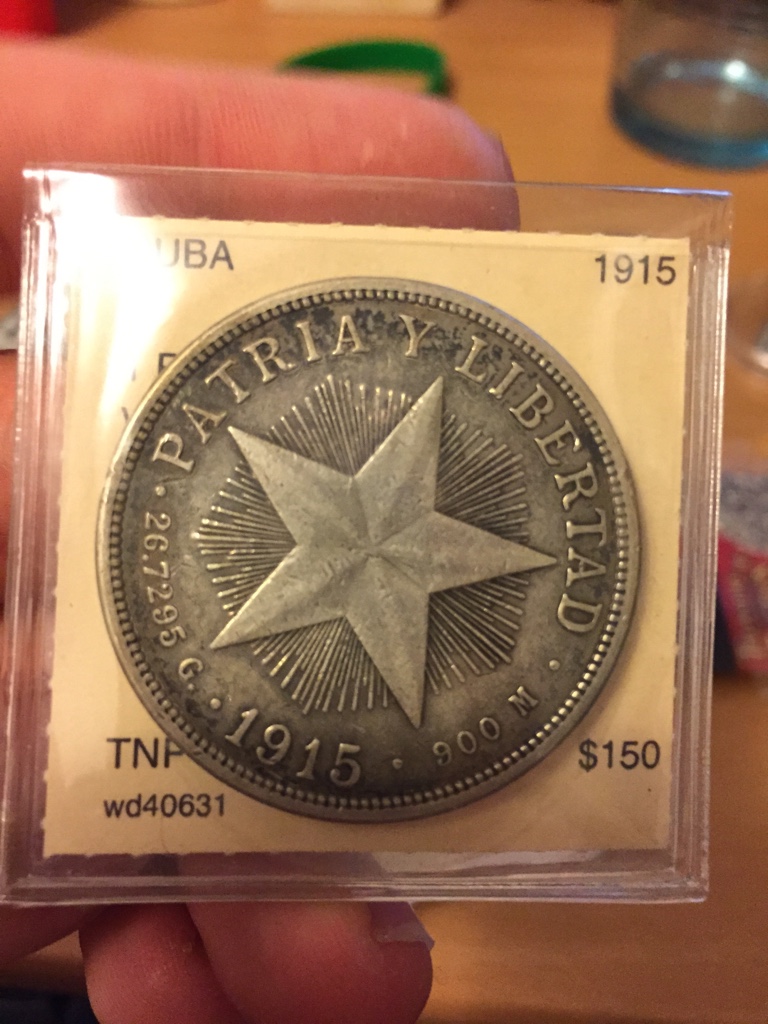 UBA
1915
PATRIA Y LIBERTAD
26.7295 G.
1915
900 M
TNP
$150
wd40631